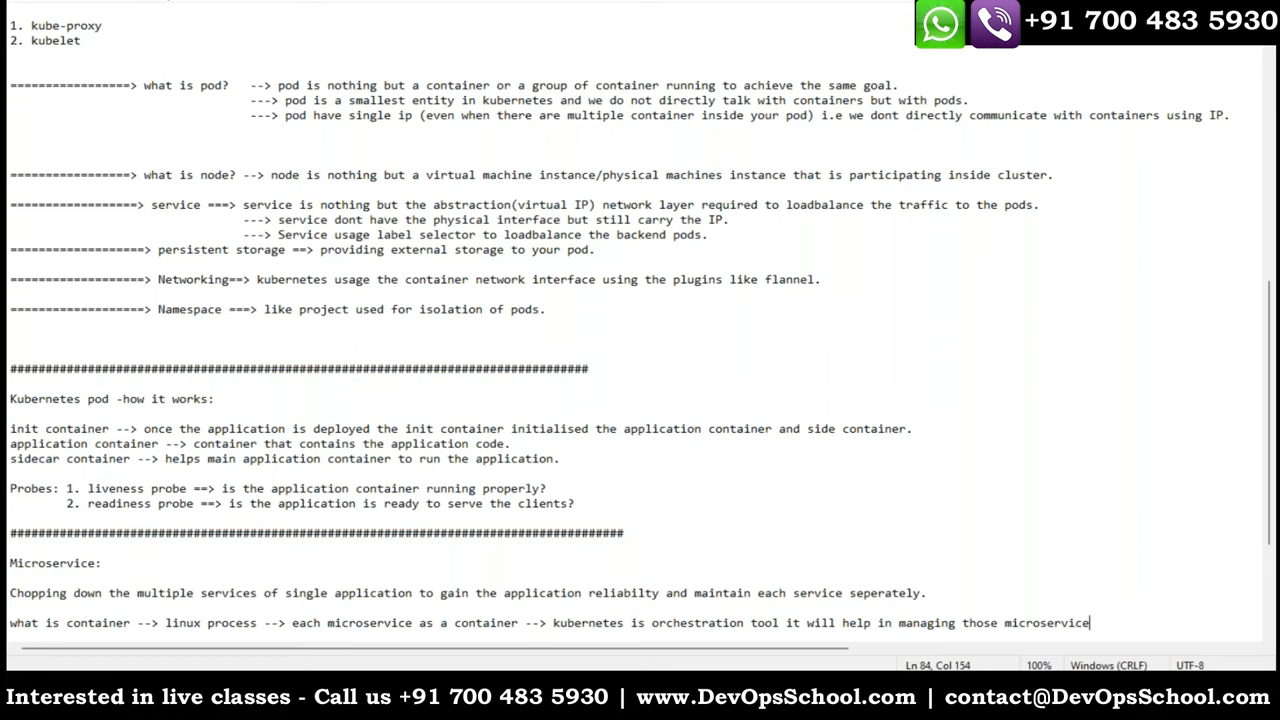 +91 700 483 5930
1. kube-proxy
2. kubelet
=================> what is pod?   --> pod is nothing but a container or a group of container running to achieve the same goal.
---> pod is a smallest entity in kubernetes and we do not directly talk with containers but with pods.
---> pod have single ip (even when there are multiple container inside your pod) i.e we dont directly communicate with containers using IP.
=================> what is node? --> node is nothing but a virtual machine instance/physical machines instance that is participating inside cluster.
==================> service ===> service is nothing but the abstraction(virtual IP) network layer required to loadbalance the traffic to the pods.
---> service dont have the physical interface but still carry the IP.
---> Service usage label selector to loadbalance the backend pods.
===================> persistent storage ==> providing external storage to your pod.
===================> Networking==> kubernetes usage the container network interface using the plugins like flannel.
===================> Namespace ===> like project used for isolation of pods.
##################################################################################
Kubernetes pod -how it works:
init container --> once the application is deployed the init container initialised the application container and side container.
application container --> container that contains the application code.
sidecar container --> helps main application container to run the application.
Probes: 1. liveness probe ==> is the application container running properly?
2. readiness probe ==> is the application is ready to serve the clients?
#######################################################################################
Microservice:
Chopping down the multiple services of single application to gain the application reliabilty and maintain each service seperately.
what is container --> linux process --> each microservice as a container --> kubernetes is orchestration tool it will help in managing those microservice
Ln 84, Col 154 100% Windows (CRLF) UTF-8
Interested in live classes - Call us +91 700 483 5930 | www.DevOpsSchool.com | contact@DevOpsSchool.com